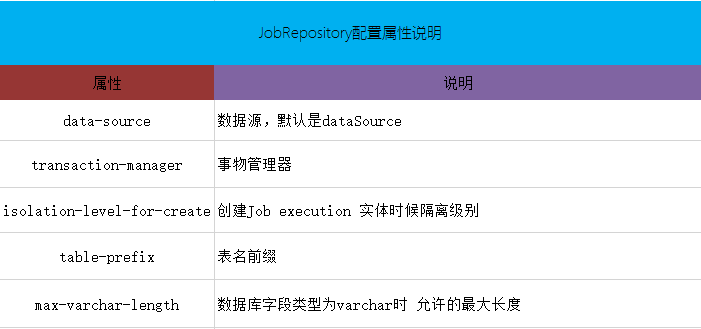 JobRepository配置属性说明
属性 说明
data-source 数据源，默认是dataSource
transaction-manager 事物管理器
isolation-level-for-create 创建Job execution 实体时候隔离级别
table-prefix 表名前缀
max-varchar-length 数据库字段类型为varchar时 允许的最大长度